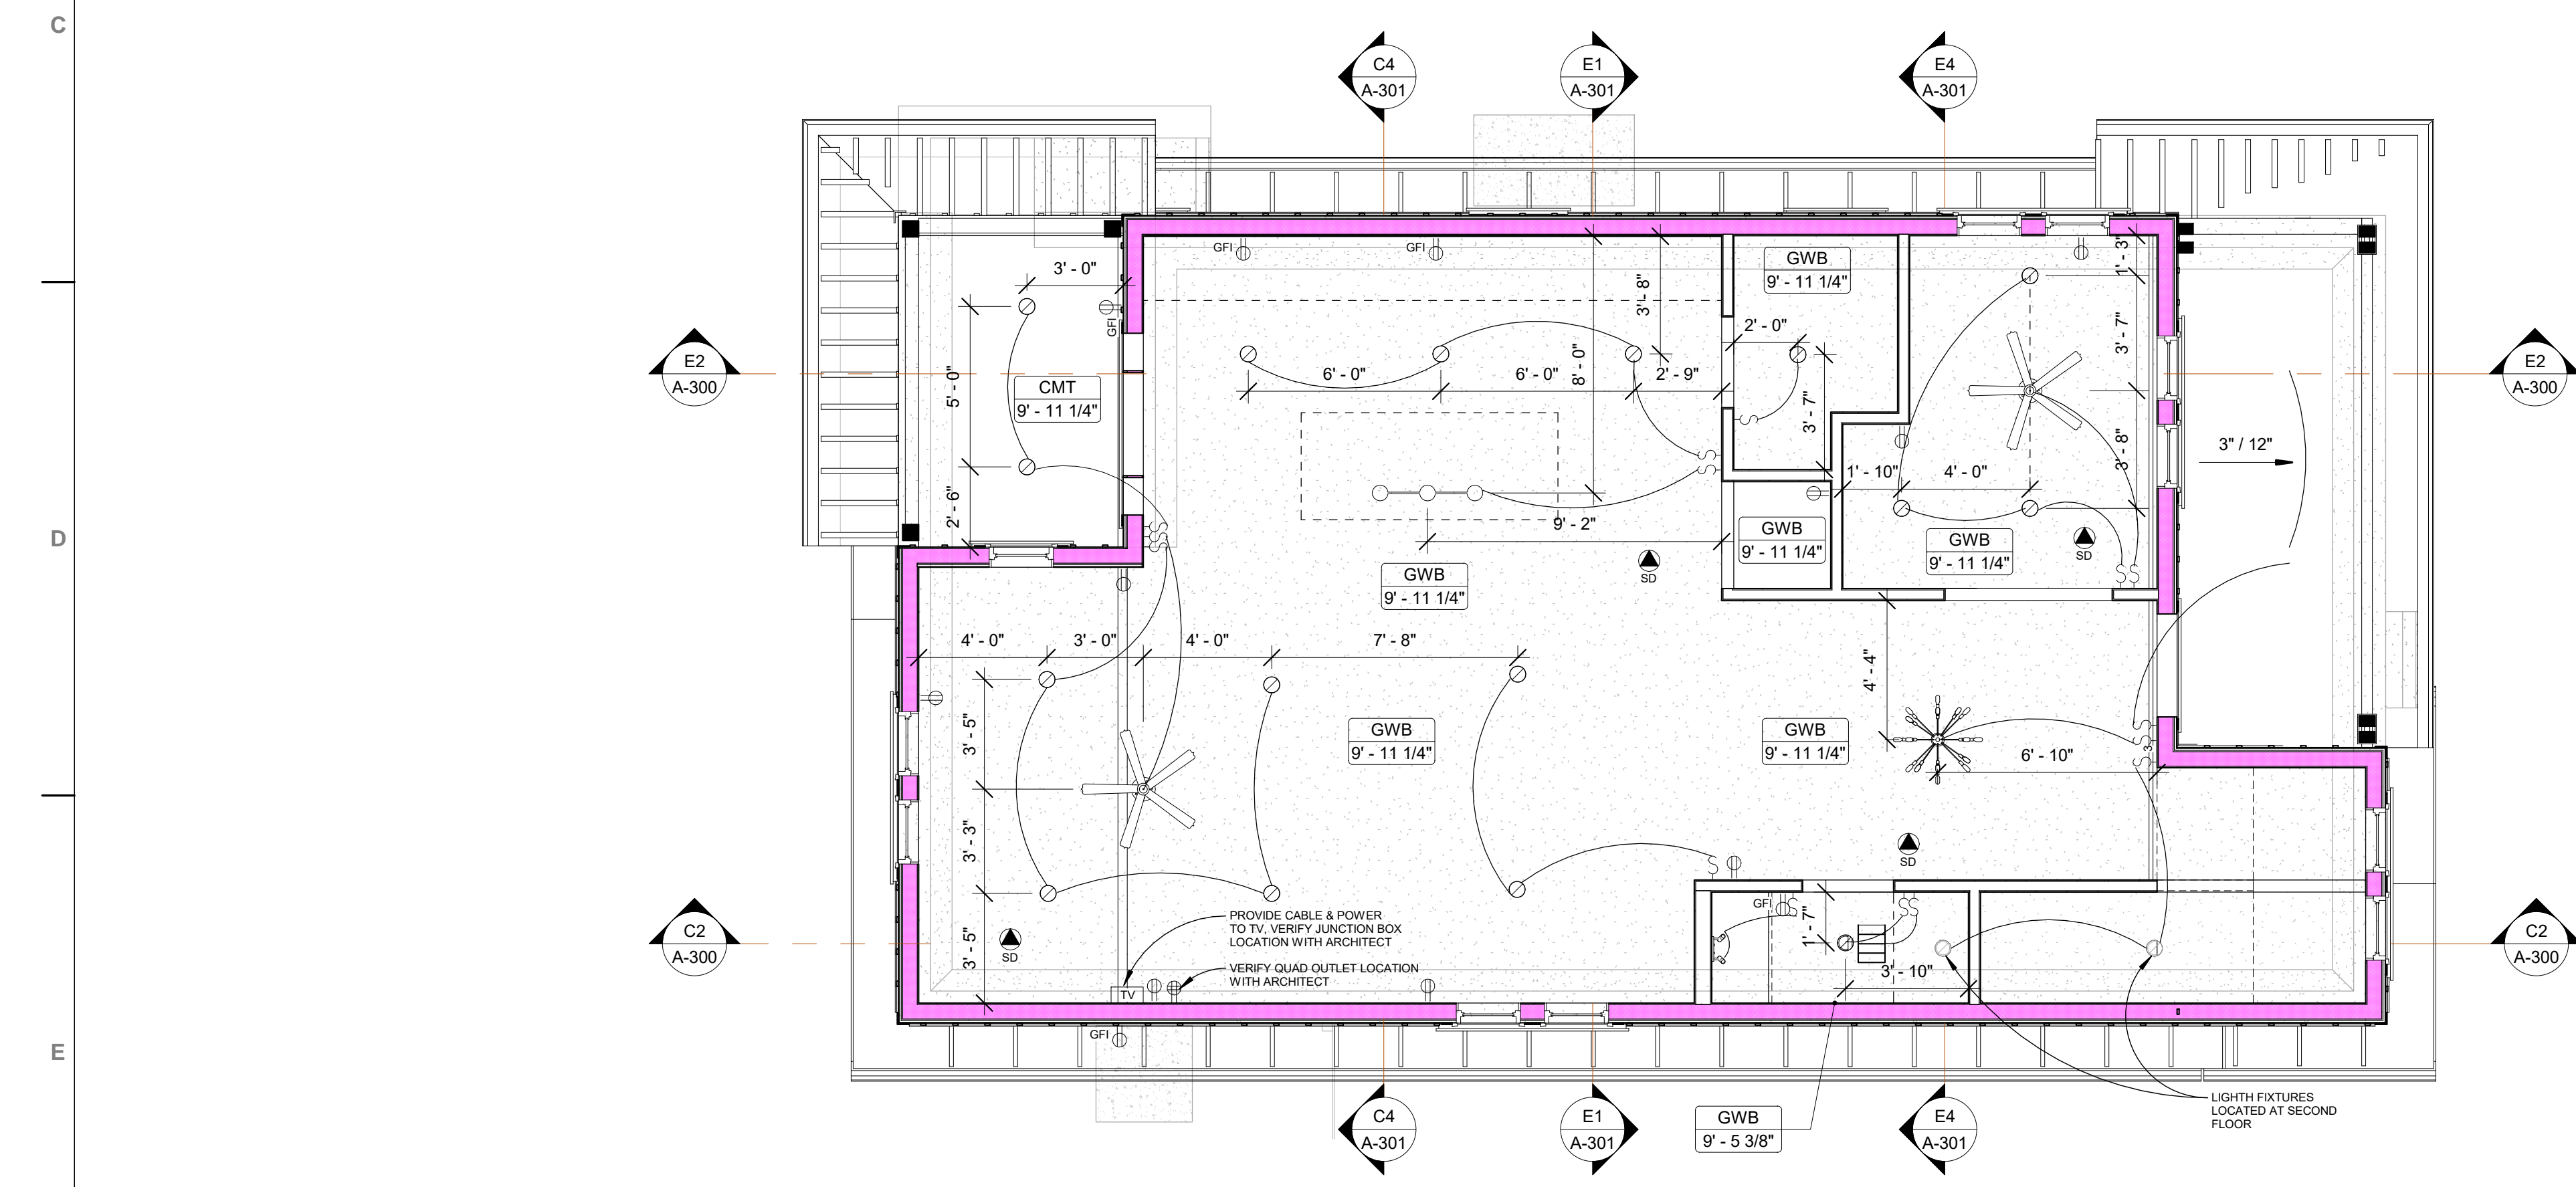 C
C4
A-301
E1
A-301
E4
A-301
GFI
GFI
1' - 3"
GWB
9' - 11 1/4"
3' - 0"
3' - 8"
GFI
2' - 0"
3' - 7"
8' - 0"
E2
A-300
E2
A-300
5' - 0"
CMT
9' - 11 1/4"
6' - 0"
6' - 0"
2' - 9"
3' - 7"
3' - 8"
3" / 12"
1' - 10"
4' - 0"
2' - 6"
9' - 2"
GWB
9' - 11 1/4"
GWB
9' - 11 1/4"
D
SD
SD
GWB
9' - 11 1/4"
4' - 0"
3' - 0"
4' - 0"
7' - 8"
4' - 4"
3' - 5"
GWB
9' - 11 1/4"
GWB
9' - 11 1/4"
3
6' - 10"
3' - 3"
SD
GFI
1' - 7"
C2
A-300
C2
A-300
PROVIDE CABLE & POWER
TO TV, VERIFY JUNCTION BOX
LOCATION WITH ARCHITECT
3' - 5"
SD
VERIFY QUAD OUTLET LOCATION
WITH ARCHITECT
3' - 10"
TV
GFI
E
LIGHTH FIXTURES
LOCATED AT SECOND
FLOOR
C4
A-301
E1
A-301
GWB
9' - 5 3/8"
E4
A-301